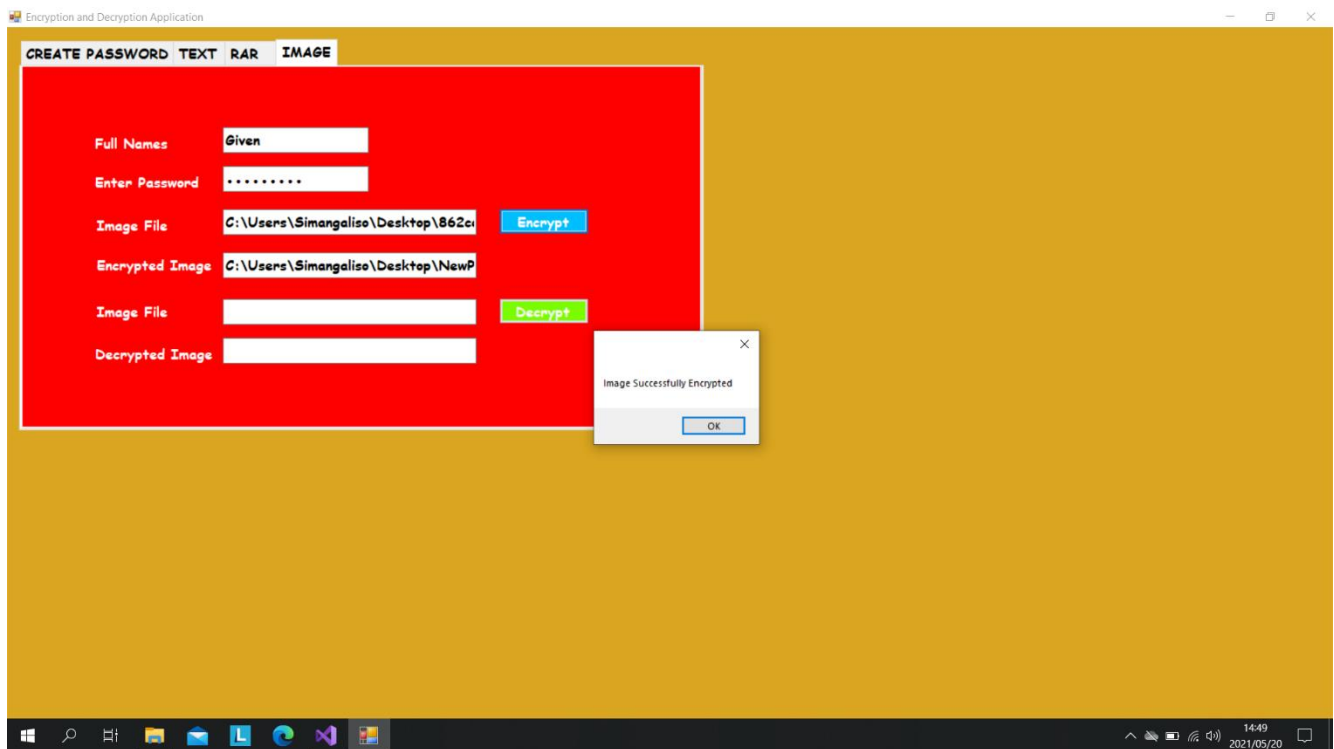 Encryption and Decryption Application
CREATE PASSWORD TEXT RAR IMAGE
Full Names Given
Enter Password •••••••••
Image File C:\Users\Simangaliso\Desktop\862c Encrypt
Encrypted Image C:\Users\Simangaliso\Desktop\NewP
Image File Decrypt
Decrypted Image
Image Successfully Encrypted
OK
L
14:49
2021/05/20